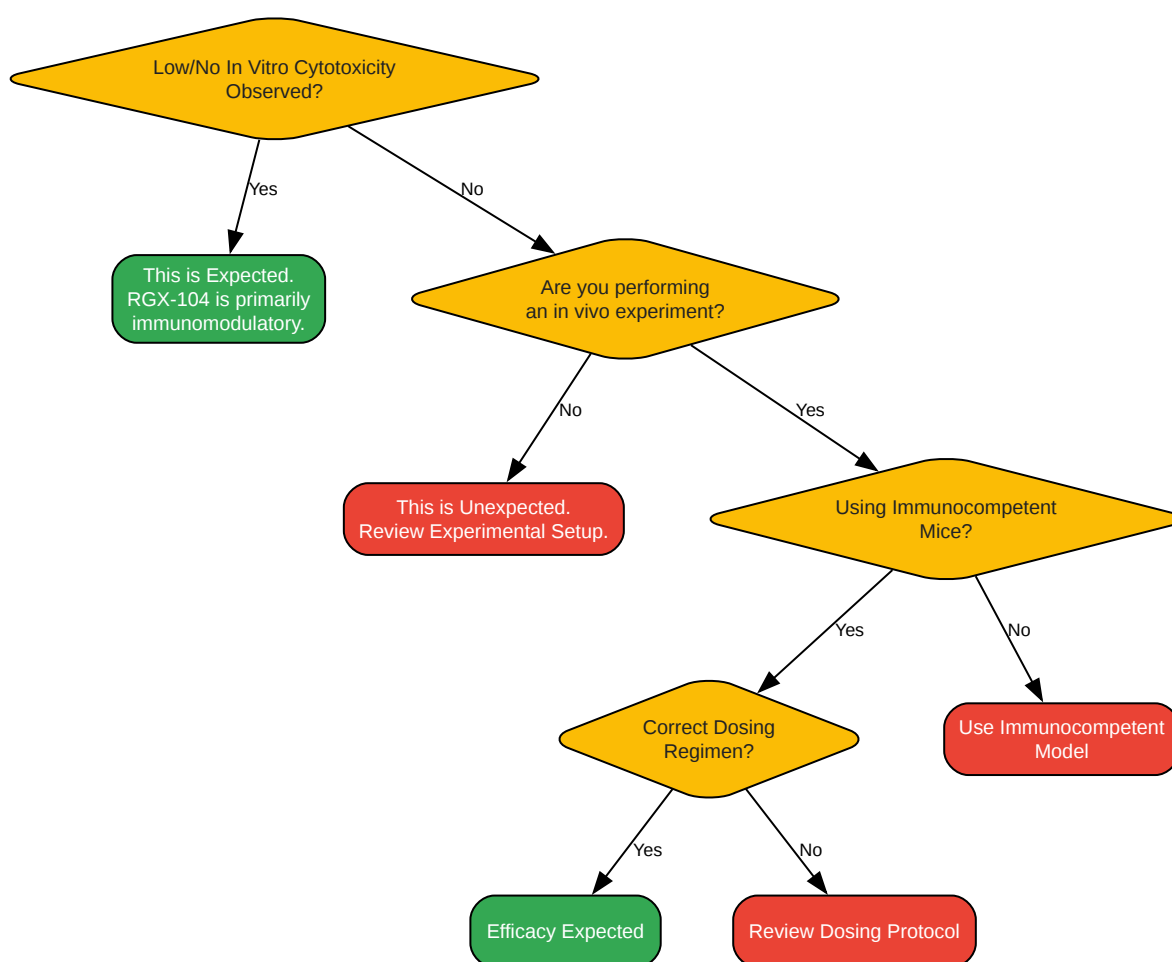 Low/No In Vitro Cytotoxicity
Observed?
Yes
No
This is Expected.
RGX-104 is primarily
immunomodulatory.
Are you performing
an in vivo experiment?
No
Yes
This is Unexpected.
Review Experimental Setup.
Using Immunocompetent
Mice?
Yes
No
Correct Dosing
Regimen?
Use Immunocompetent
Model
Yes
No
Efficacy Expected
Review Dosing Protocol